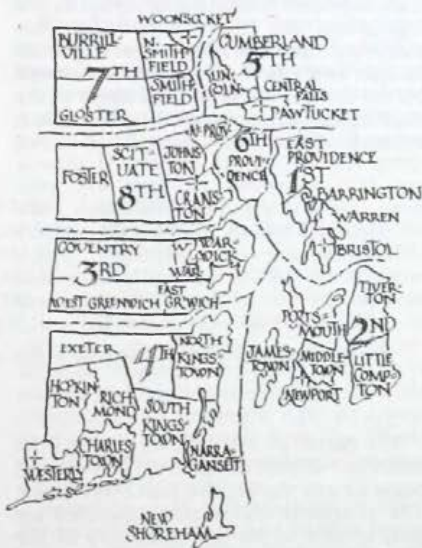 WOONSOCKET
BURRILL-
VILLE
N.
SMITH
FIELD
CUMBERLAND
5TH
7TH
SMITH
FIELD
LIN
COLN
CENTRAL
FALLS
PAWTUCKET
GLOSTER
N. PROV.
6TH
PROVI-
DENCE
EAST
PROVIDENCE
1ST
BARRINGTON
WARREN
BRISTOL
FOSTER
SCIT-
UATE
8TH
JOHNS
TON
CRANS
TON
COVENTRY
3RD
W
WAR.
WAR-
WICK
WEST GREENWICH
EAST
GR'WICH
TIVER-
TON
2ND
LITTLE
COMP-
TON
PORTS-
MOUTH
MIDDLE-
TOWN
NEWPORT
JAMES-
TOWN
EXETER
4TH
NORTH
KINGS-
TOWN
HOPKIN-
TON
RICH
MOND
SOUTH
KINGS-
TOWN
CHARLES
TOWN
WESTERLY
NARRA-
GANSETT
NEW
SHOREHAM